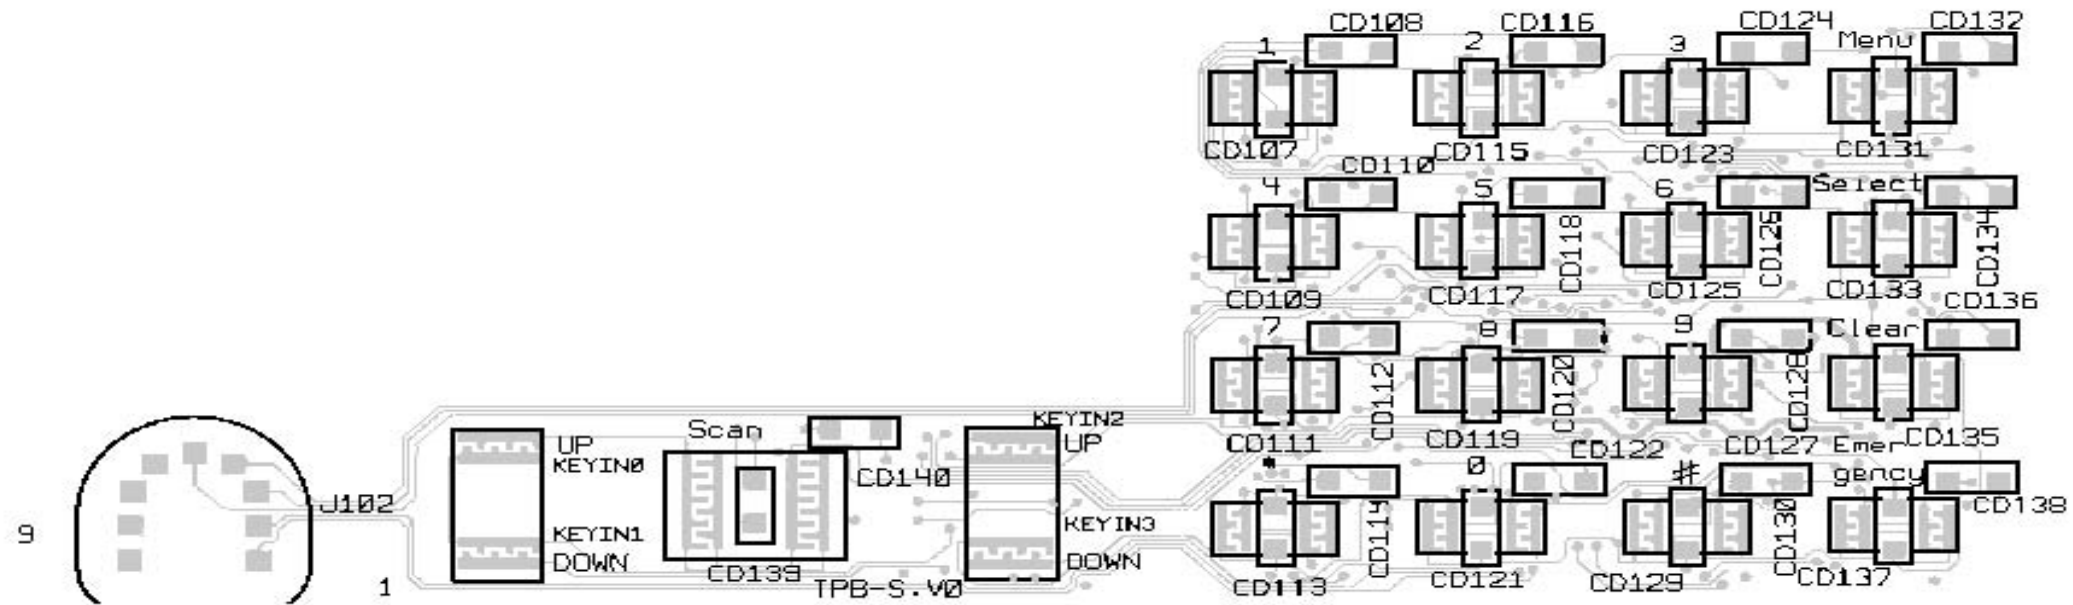 CD108 CD116 CD124 CD132
1 2 3 Menu
CD107 CD115 CD123 CD131
CD110
4 5 6 Select
CD118 CD126 CD134
CD109 CD117 CD125 CD133 CD136
7 8 9 Clear
CD112 CD120 CD128
KEYIN2
Scan
CD111 CD119 CD122 CD127 CD135
UP UP
KEYIN0
CD140
* 0 # Emer
gency
J102
CD114 CD130 CD138
9
KEYIN1 KEYIN3
DOWN DOWN
CD139
1 TPB-S.V0
CD113 CD121 CD129 CD137